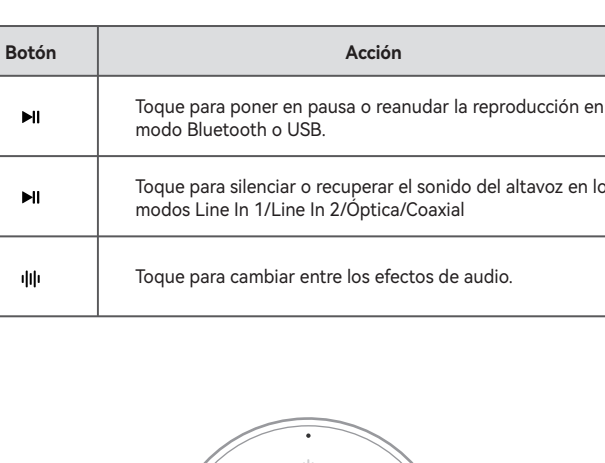 Botón Acción
Toque para poner en pausa o reanudar la reproducción en
modo Bluetooth o USB.
Toque para silenciar o recuperar el sonido del altavoz en lo
modos Line In 1/Line In 2/Óptica/Coaxial
Toque para cambiar entre los efectos de audio.